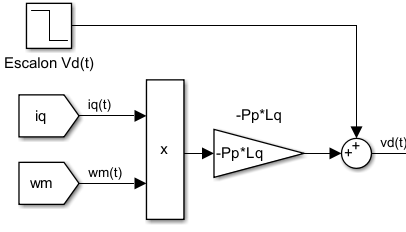 Escalon Vd(t)
iq
iq(t)
wm
wm(t)
x
-Pp*Lq
-Pp*Lq
+
+
vd(t)